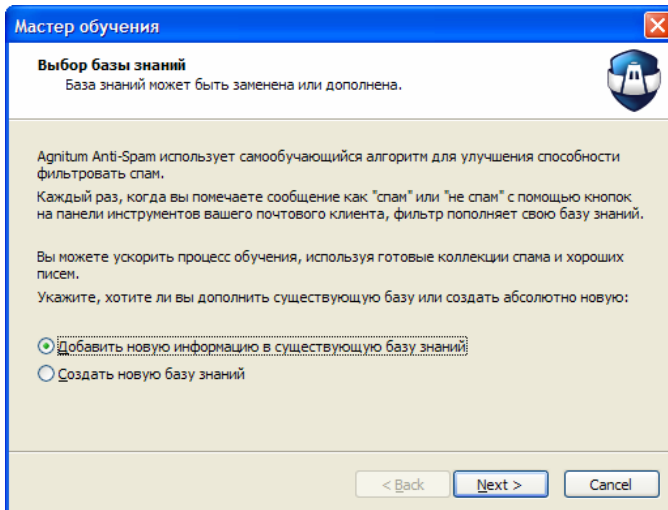 Мастер обучения
Выбор базы знаний
База знаний может быть заменена или дополнена.
Agnitum Anti-Spam использует самообучающийся алгоритм для улучшения способности
фильтровать спам.
Каждый раз, когда вы помечаете сообщение как "спам" или "не спам" с помощью кнопок
на панели инструментов вашего почтового клиента, фильтр пополняет свою базу знаний.
Вы можете ускорить процесс обучения, используя готовые коллекции спама и хороших
писем.
Укажите, хотите ли вы дополнить существующую базу или создать абсолютно новую:
Добавить новую информацию в существующую базу знаний
Создать новую базу знаний
< Back
Next >
Cancel